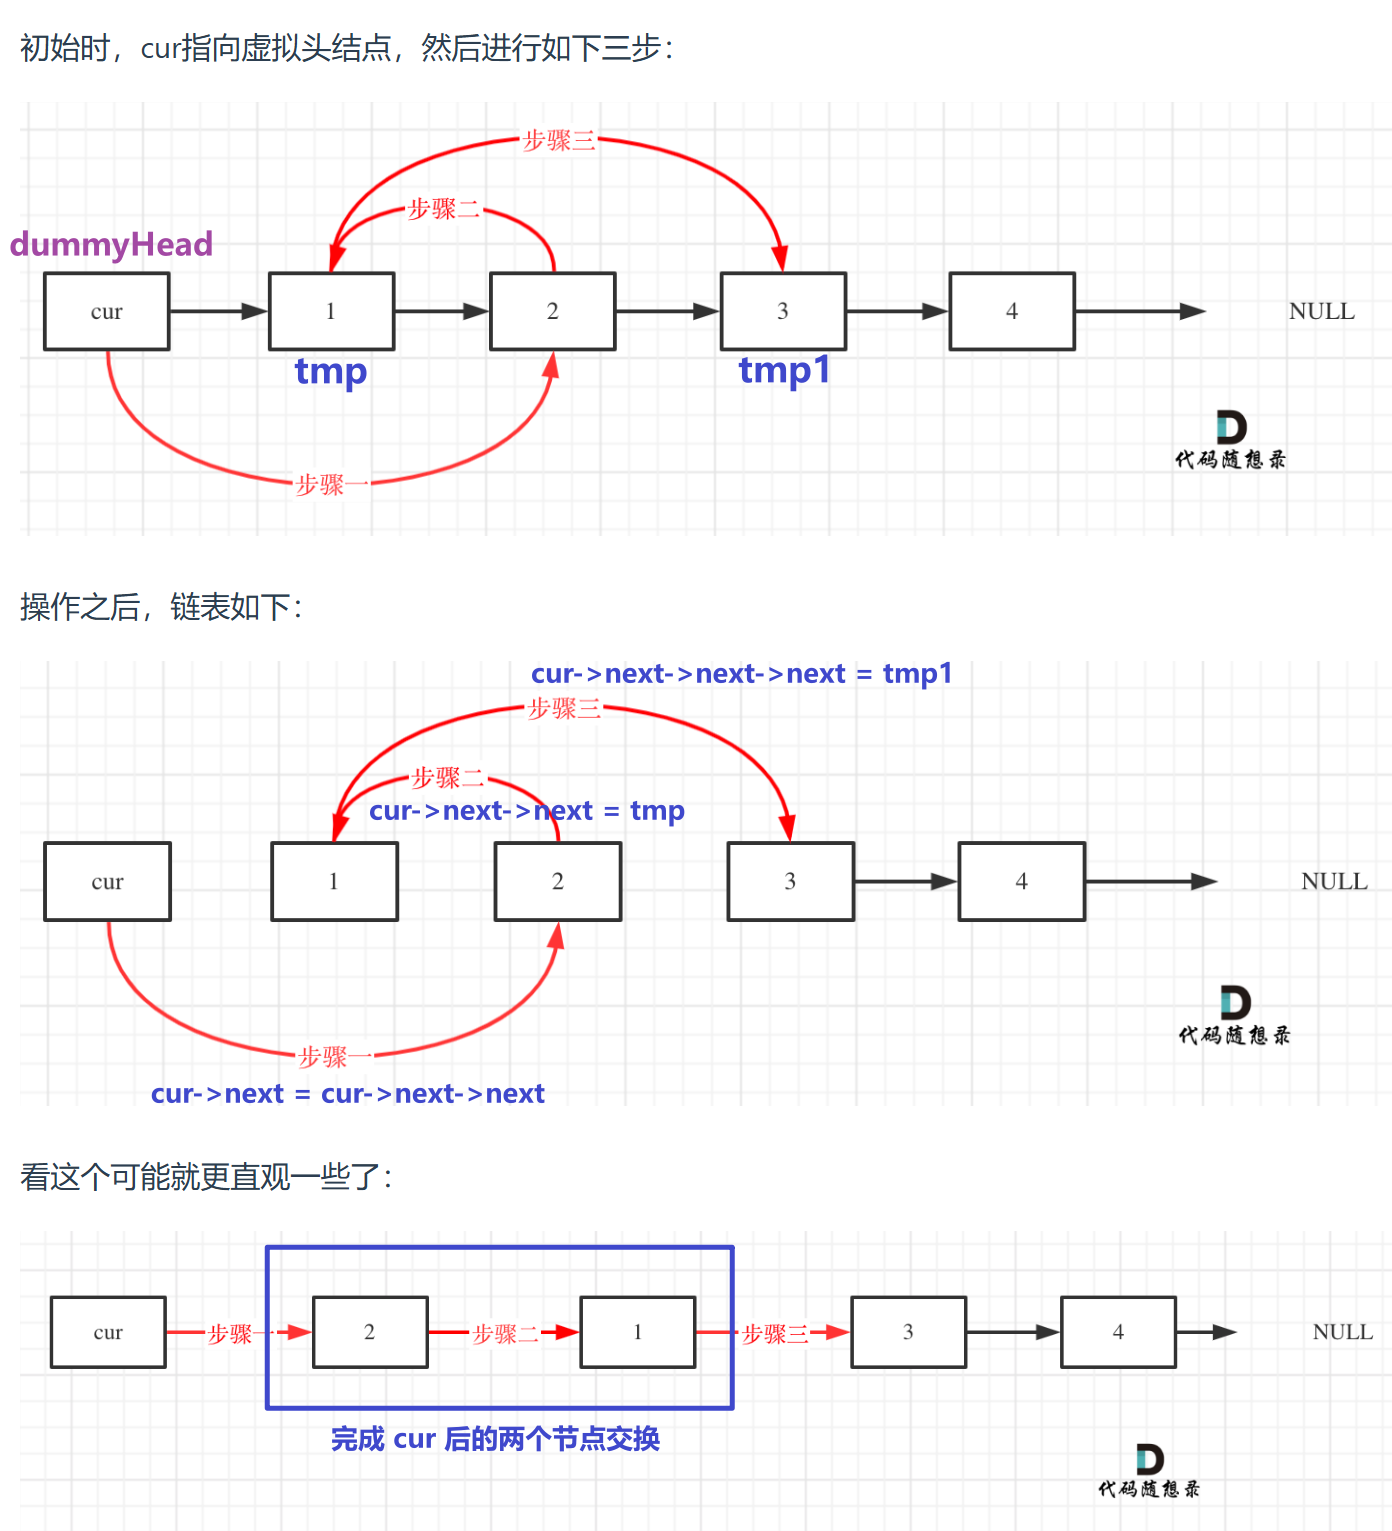 初始时，cur指向虚拟头结点，然后进行如下三步：
步骤三
步骤二
dummyHead
cur
1
2
3
4
NULL
tmp
tmp1
步骤一
代码随想录
操作之后，链表如下：
cur->next->next->next = tmp1
步骤三
步骤二
cur->next->next = tmp
cur
1
2
3
4
NULL
步骤一
cur->next = cur->next->next
代码随想录
看这个可能就更直观一些了：
cur
步骤一
2
步骤二
1
步骤三
3
4
NULL
完成 cur 后的两个节点交换
代码随想录